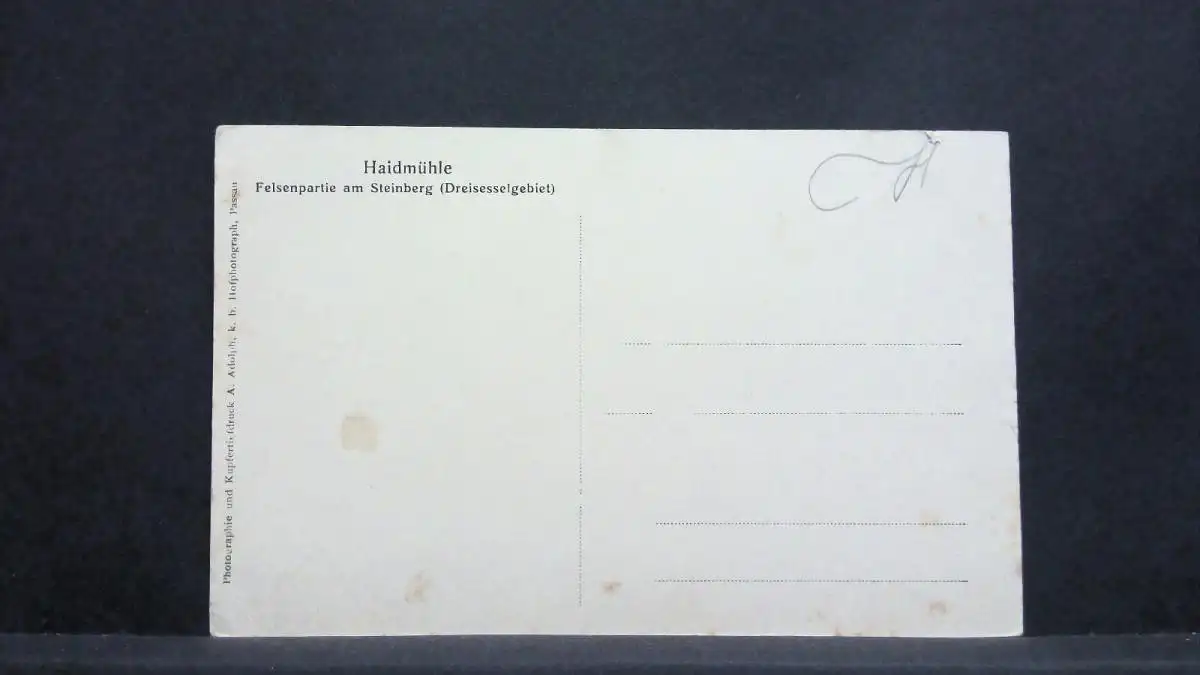 Haidmühle
Felsenpartie am Steinberg (Dreisesselgebiet)
Photographie und Kupfertiefdruck A. Adolph, k. b. Hofphotograph, Passau